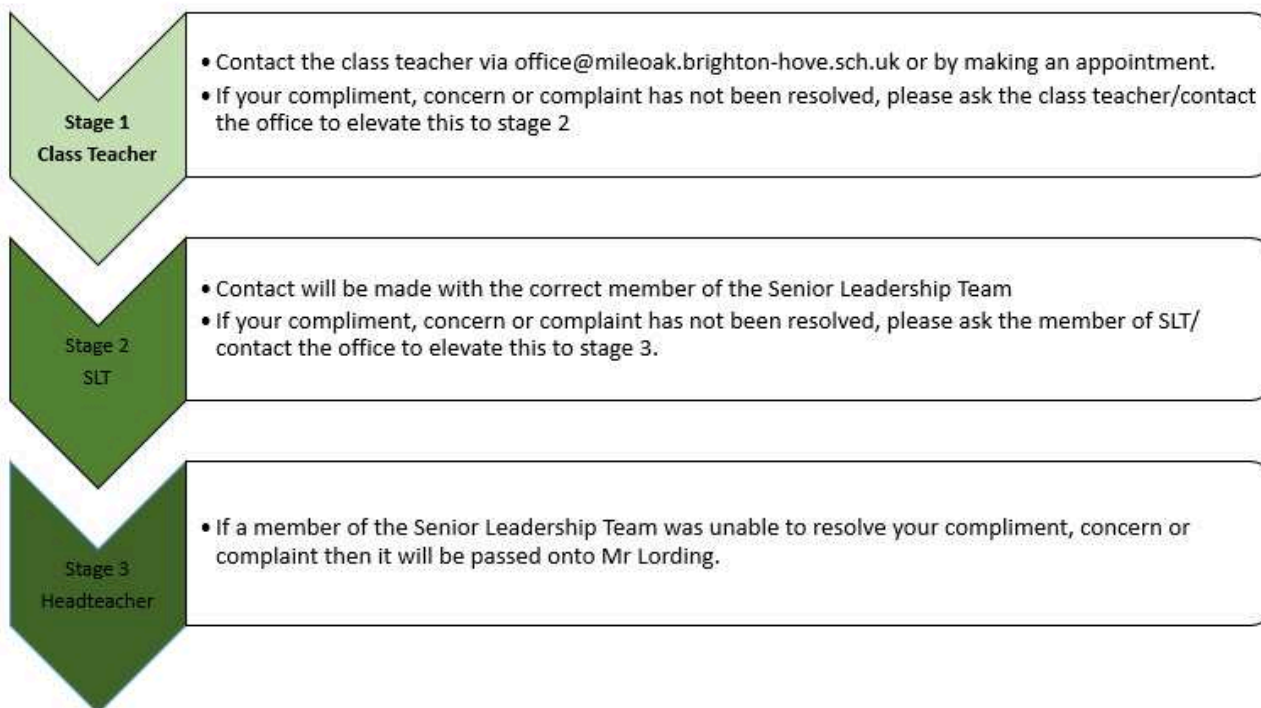 Stage 1
Class Teacher
• Contact the class teacher via office@mileoak.brighton-hove.sch.uk or by making an appointment.
• If your compliment, concern or complaint has not been resolved, please ask the class teacher/contact
the office to elevate this to stage 2
Stage 2
SLT
• Contact will be made with the correct member of the Senior Leadership Team
• If your compliment, concern or complaint has not been resolved, please ask the member of SLT/
contact the office to elevate this to stage 3.
Stage 3
Headteacher
• If a member of the Senior Leadership Team was unable to resolve your compliment, concern or
complaint then it will be passed onto Mr Lording.